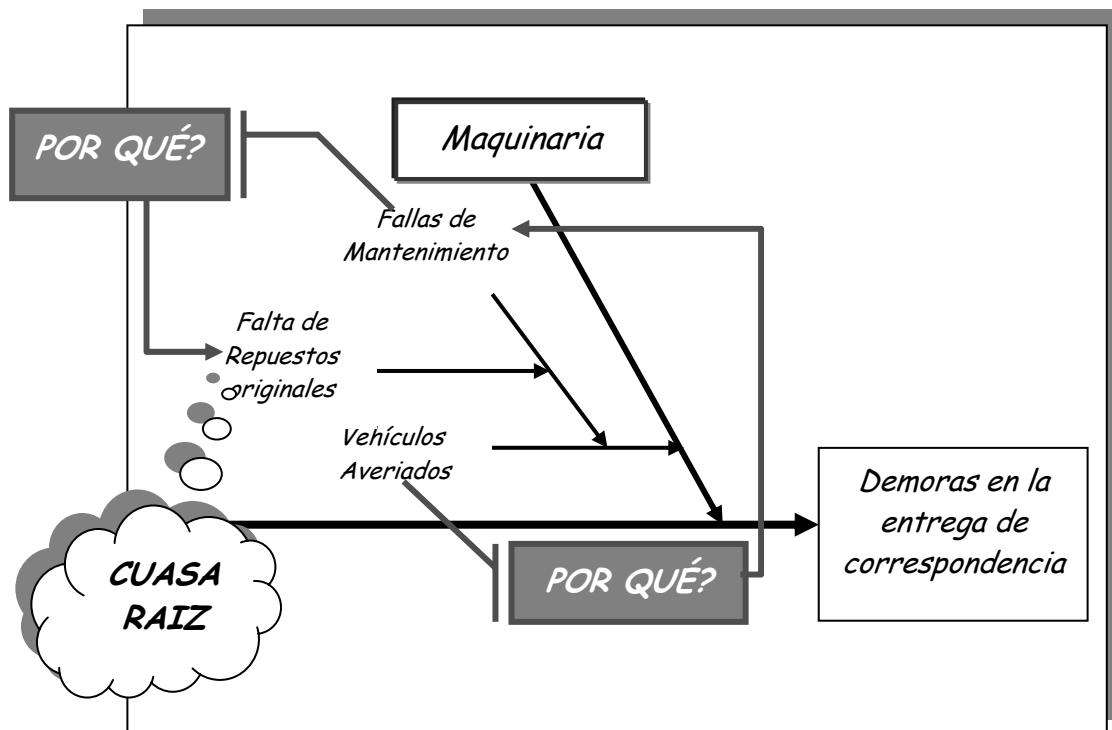 POR QUÉ?
Maquinaria
Fallas de
Mantenimiento
Falta de
Repuestos
originales
Vehículos
Averiados
CUASA
RAIZ
POR QUÉ?
Demoras en la
entrega de
correspondencia